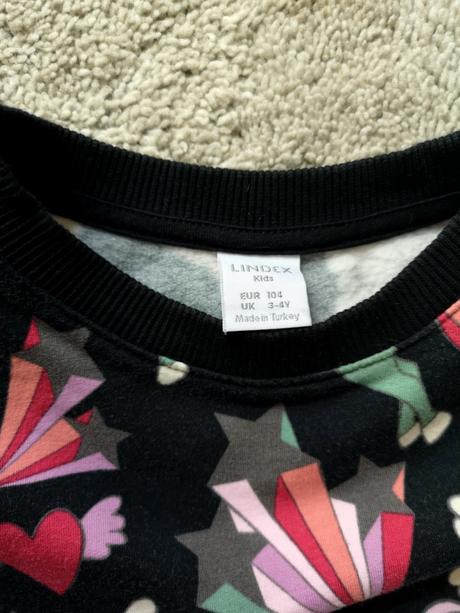 LINDEX
Kids
EUR 104
UK 3-4Y
Made in Turkey